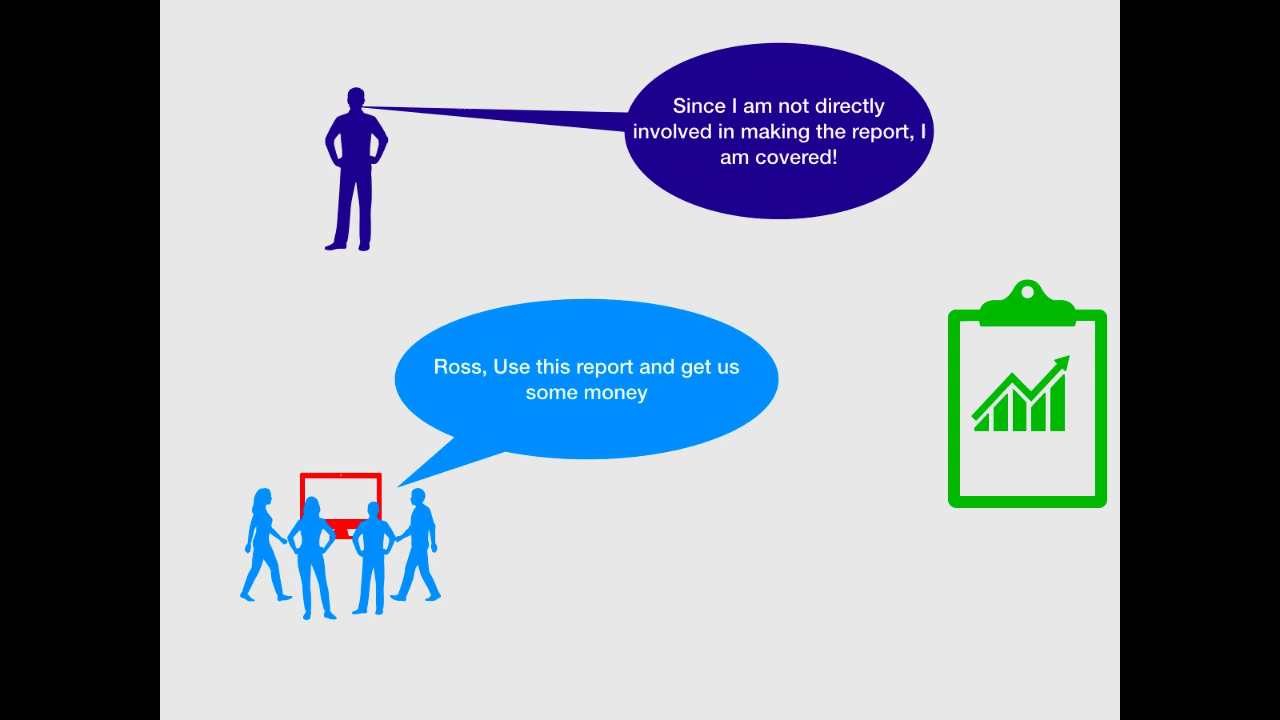 Since I am not directly
involved in making the report, I
am covered!
Ross, Use this report and get us
some money